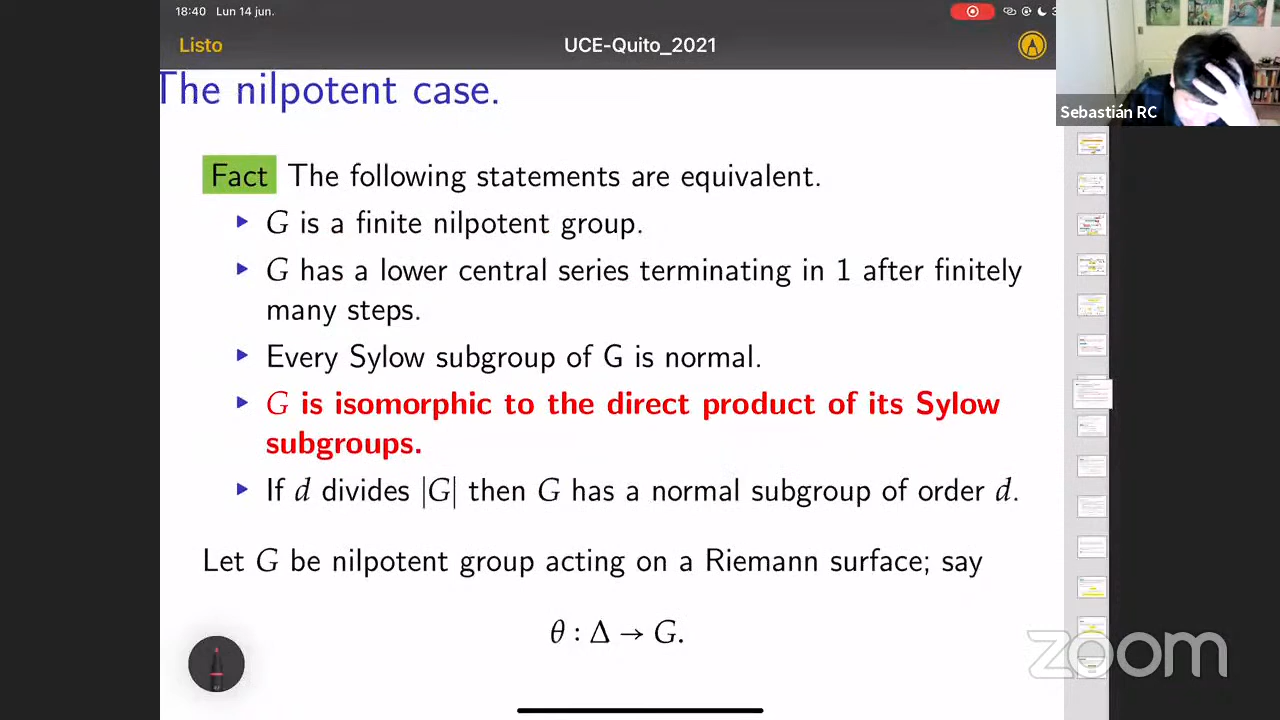 18:40 Lun 14 jun.
Listo
UCE-Quito_2021
The nilpotent case.
Sebastián RC
Fact The following statements are equivalent.
G is a finite nilpotent group.
G has a lower central series terminating in 1 after finitely
many steps.
Every Sylow subgroup of G is normal.
G is isomorphic to the direct product of its Sylow
subgroups.
If d divides |G| then G has a normal subgroup of order d.
Let G be nilpotent group acting on a Riemann surface; say
θ : Δ → G.
zoom